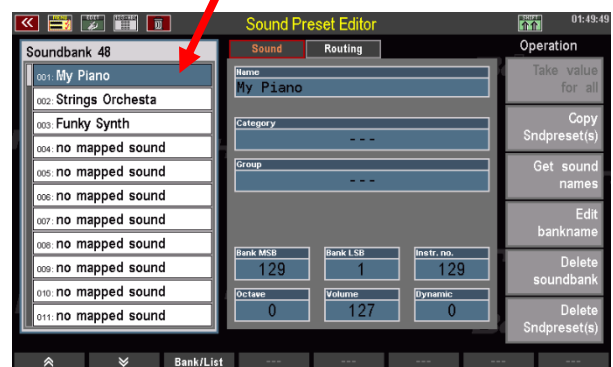 MENU EDIT SHIFT
Sound Preset Editor
01:49:49
Soundbank 48
001: My Piano
002: Strings Orchesta
003: Funky Synth
004: no mapped sound
005: no mapped sound
006: no mapped sound
007: no mapped sound
008: no mapped sound
009: no mapped sound
010: no mapped sound
011: no mapped sound
Sound Routing
Name
My Piano
Category
---
Group
---
Bank MSB Bank LSB Instr. no.
129 1 129
Octave Volume Dynamic
0 127 0
Operation
Take value
for all
Copy
Sndpreset(s)
Get sound
names
Edit
bankname
Delete
soundbank
Delete
Sndpreset(s)
Bank/List --- --- --- --- ---